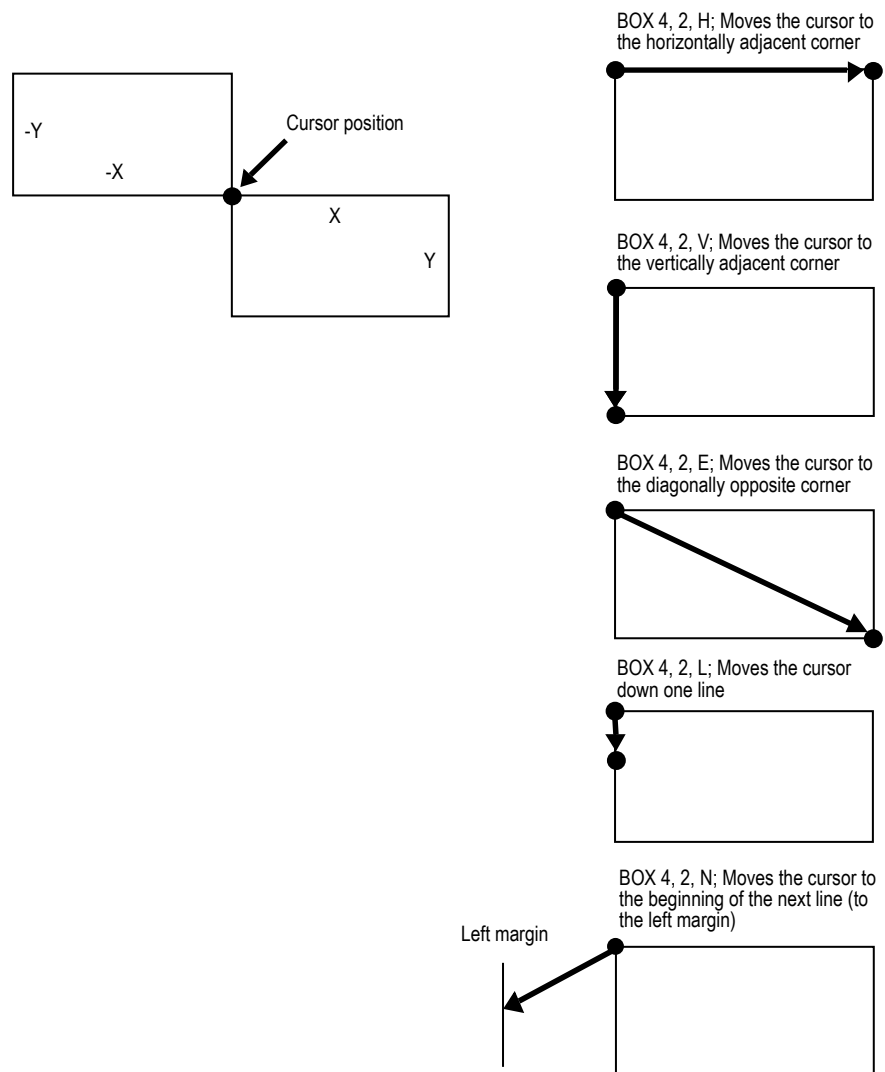 BOX 4, 2, H; Moves the cursor to
the horizontally adjacent corner
-Y
Cursor position
-X
X
Y
BOX 4, 2, V; Moves the cursor to
the vertically adjacent corner
BOX 4, 2, E; Moves the cursor to
the diagonally opposite corner
BOX 4, 2, L; Moves the cursor
down one line
BOX 4, 2, N; Moves the cursor to
the beginning of the next line (to
the left margin)
Left margin